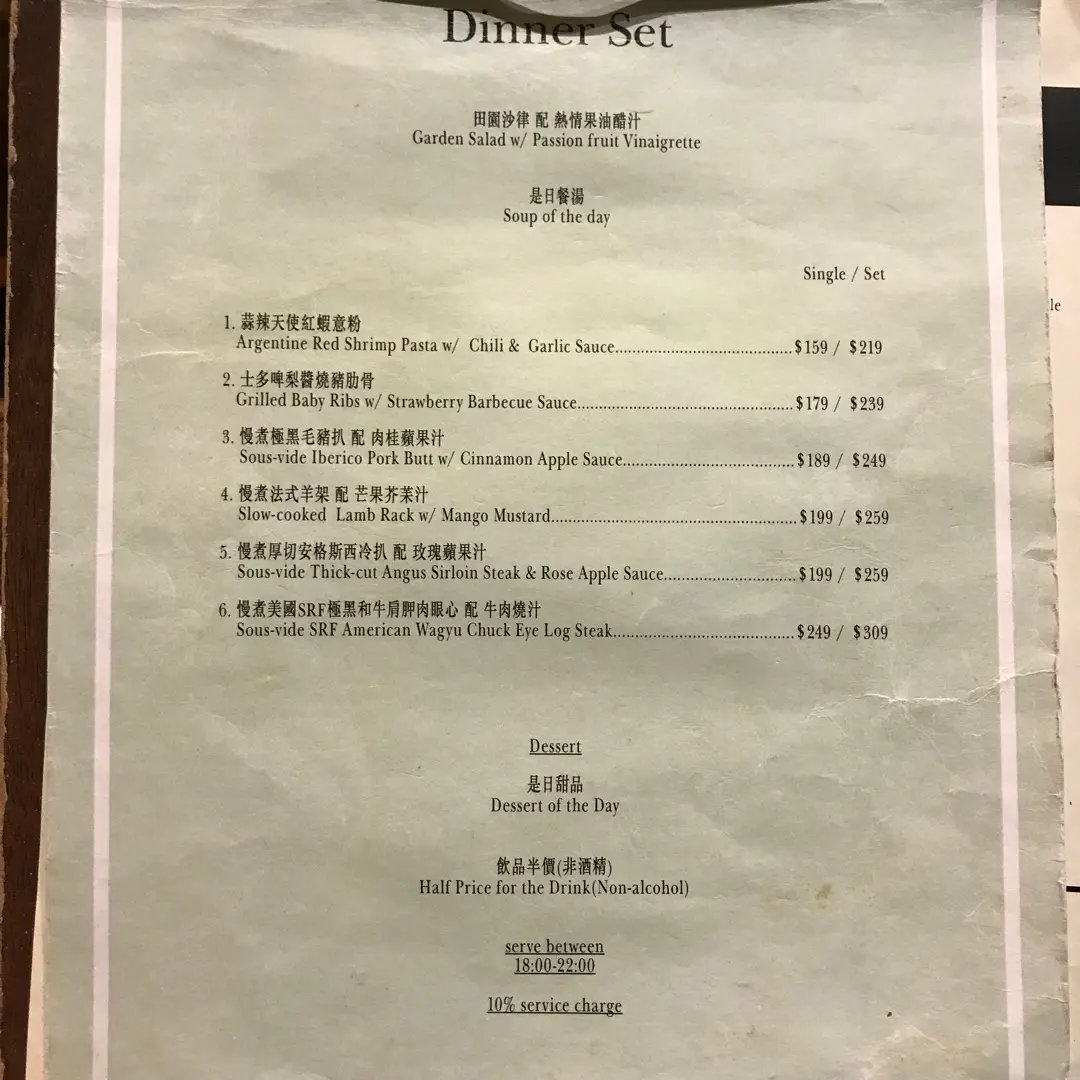 Dinner Set
田園沙律 配 熱情果油醋汁
Garden Salad w/ Passion fruit Vinaigrette
是日餐湯
Soup of the day
Single / Set
1. 蒜辣天使紅蝦意粉
Argentine Red Shrimp Pasta w/ Chili & Garlic Sauce..........................................$159 / $219
2. 士多啤梨醬燒豬肋骨
Grilled Baby Ribs w/ Strawberry Barbecue Sauce...................................................$179 / $239
3. 慢煮極黑毛豬扒 配 肉桂蘋果汁
Sous-vide Iberico Pork Butt w/ Cinnamon Apple Sauce.........................................$189 / $249
4. 慢煮法式羊架 配 芒果芥茉汁
Slow-cooked Lamb Rack w/ Mango Mustard..........................................................$199 / $259
5. 慢煮厚切安格斯西冷扒 配 玫瑰蘋果汁
Sous-vide Thick-cut Angus Sirloin Steak & Rose Apple Sauce...............................$199 / $259
6. 慢煮美國SRF極黑和牛肩胛肉眼心 配 牛肉燒汁
Sous-vide SRF American Wagyu Chuck Eye Log Steak...........................................$249 / $309
Dessert
是日甜品
Dessert of the Day
飲品半價(非酒精)
Half Price for the Drink(Non-alcohol)
serve between
18:00-22:00
10% service charge
le